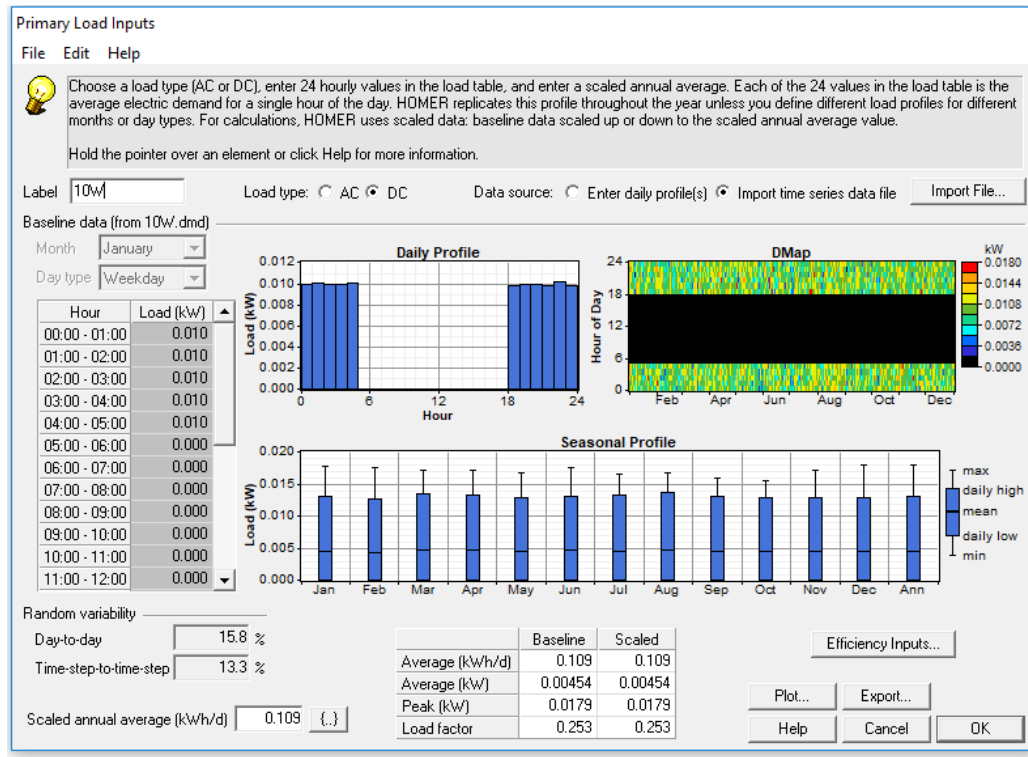 Primary Load Inputs
File Edit Help
Choose a load type (AC or DC), enter 24 hourly values in the load table, and enter a scaled annual average. Each of the 24 values in the load table is the
average electric demand for a single hour of the day. HOMER replicates this profile throughout the year unless you define different load profiles for different
months or day types. For calculations, HOMER uses scaled data: baseline data scaled up or down to the scaled annual average value.
Hold the pointer over an element or click Help for more information.
Label 10W Load type: AC DC Data source: Enter daily profile(s) Import time series data file Import File...
Baseline data (from 10W.dmd)
Month January
Day type Weekday
Hour Load (kW)
00:00 - 01:00 0.010
01:00 - 02:00 0.010
02:00 - 03:00 0.010
03:00 - 04:00 0.010
04:00 - 05:00 0.010
05:00 - 06:00 0.000
06:00 - 07:00 0.000
07:00 - 08:00 0.000
08:00 - 09:00 0.000
09:00 - 10:00 0.000
10:00 - 11:00 0.000
11:00 - 12:00 0.000
Daily Profile
Load (kW)
0.012
0.010
0.008
0.006
0.004
0.002
0.000
0 6 12 18 24
Hour
DMap
Hour of Day
24
18
12
6
0
Feb Apr Jun Aug Oct Dec
kW
0.0180
0.0144
0.0108
0.0072
0.0036
0.0000
Seasonal Profile
Load (kW)
0.020
0.015
0.010
0.005
0.000
Jan Feb Mar Apr May Jun Jul Aug Sep Oct Nov Dec Ann
max
daily high
mean
daily low
min
Random variability
Day-to-day 15.8 %
Time-step-to-time-step 13.3 %
Scaled annual average (kWh/d) 0.109 {..}
Baseline Scaled
Average (kWh/d) 0.109 0.109
Average (kW) 0.00454 0.00454
Peak (kW) 0.0179 0.0179
Load factor 0.253 0.253
Efficiency Inputs...
Plot... Export...
Help Cancel OK